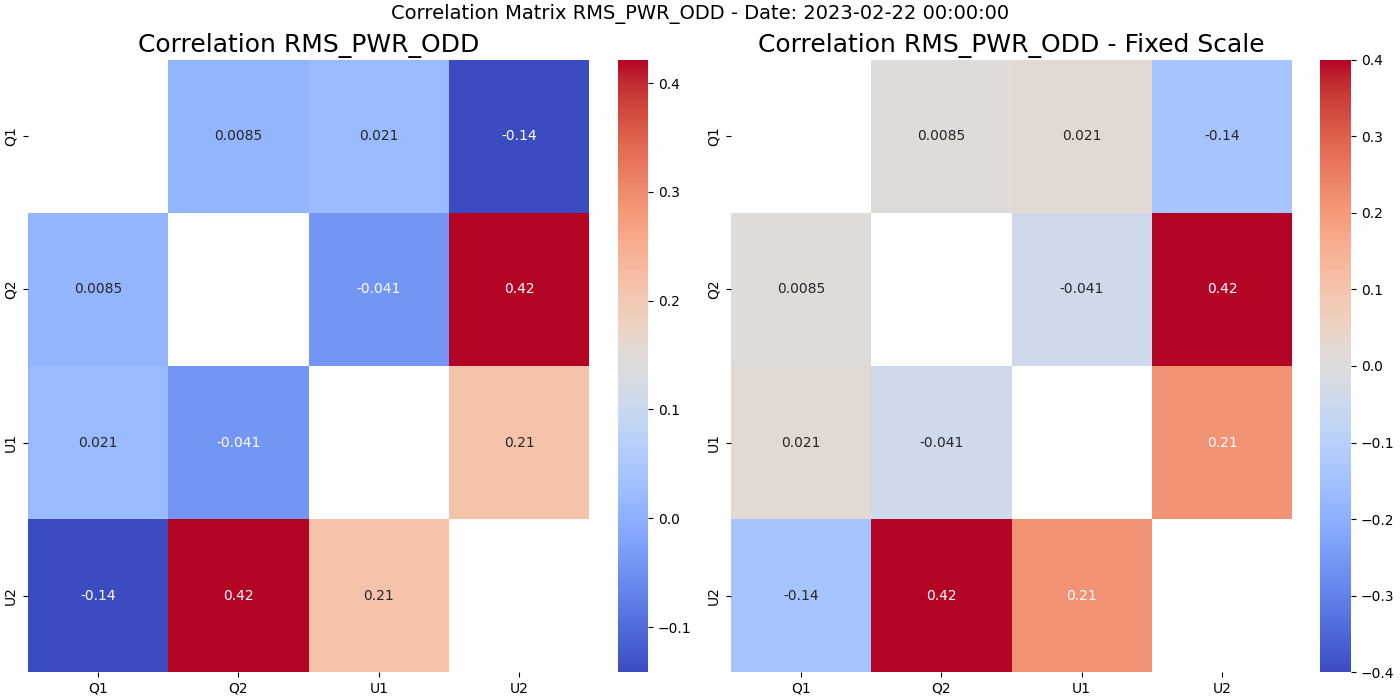 Correlation Matrix RMS_PWR_ODD - Date: 2023-02-22 00:00:00
Correlation RMS_PWR_ODD
Q1
0.0085
0.021
-0.14
Q2
0.0085
-0.041
0.42
U1
0.021
-0.041
0.21
U2
-0.14
0.42
0.21
Q1
Q2
U1
U2
0.4
0.3
0.2
0.1
0.0
−0.1
Correlation RMS_PWR_ODD - Fixed Scale
Q1
0.0085
0.021
-0.14
Q2
0.0085
-0.041
0.42
U1
0.021
-0.041
0.21
U2
-0.14
0.42
0.21
Q1
Q2
U1
U2
0.4
0.3
0.2
0.1
0.0
−0.1
−0.2
−0.3
−0.4